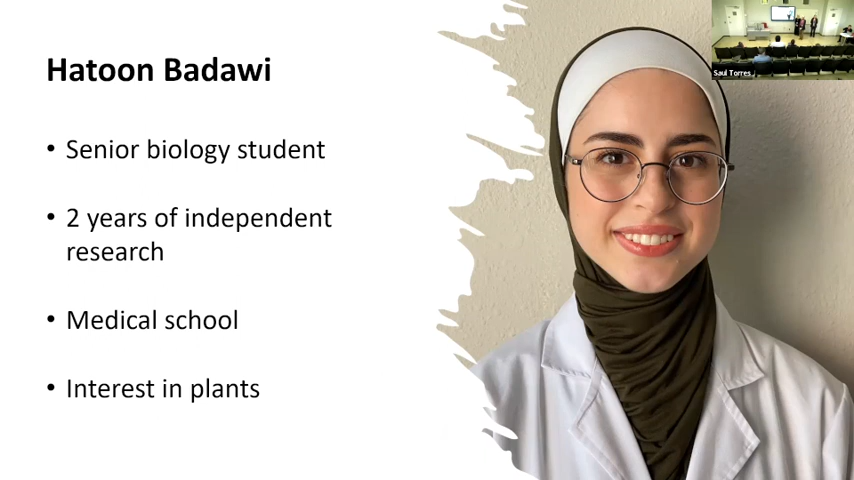 Hatoon Badawi
• Senior biology student
• 2 years of independent
research
• Medical school
• Interest in plants
Saul Torres